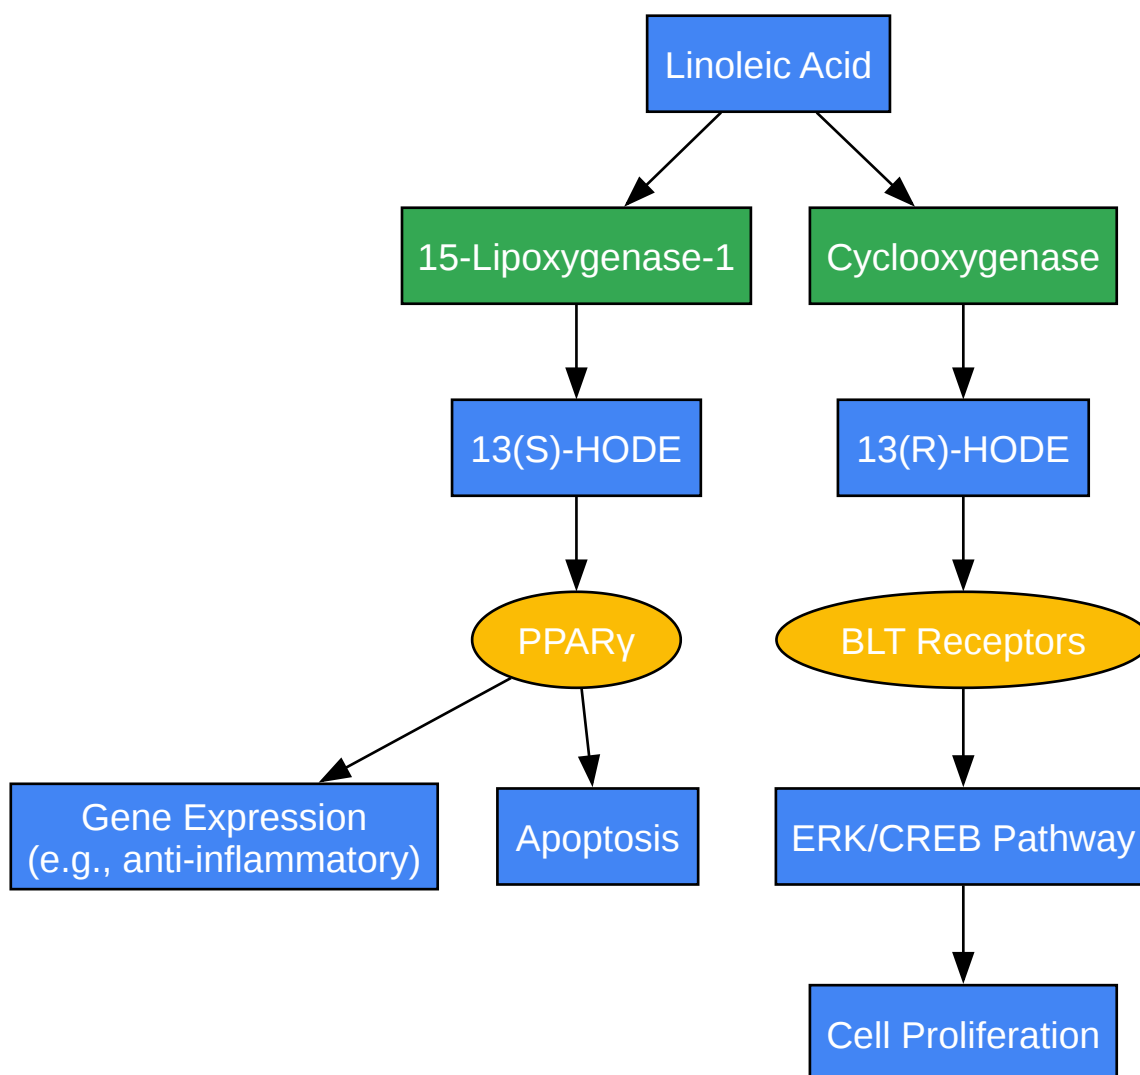 Linoleic Acid
15-Lipoxygenase-1
Cyclooxygenase
13(S)-HODE
13(R)-HODE
PPARγ
BLT Receptors
Gene Expression
(e.g., anti-inflammatory)
Apoptosis
ERK/CREB Pathway
Cell Proliferation